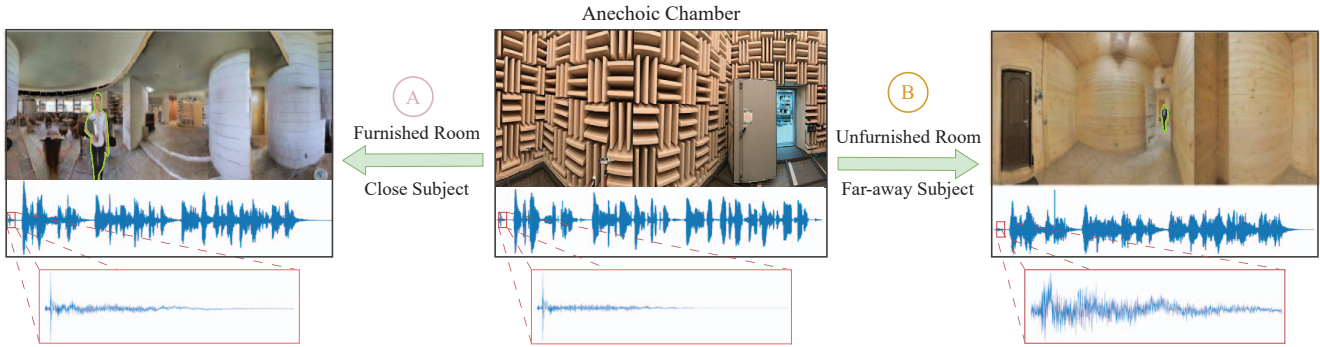 Anechoic Chamber
A
Furnished Room
Close Subject
B
Unfurnished Room
Far-away Subject